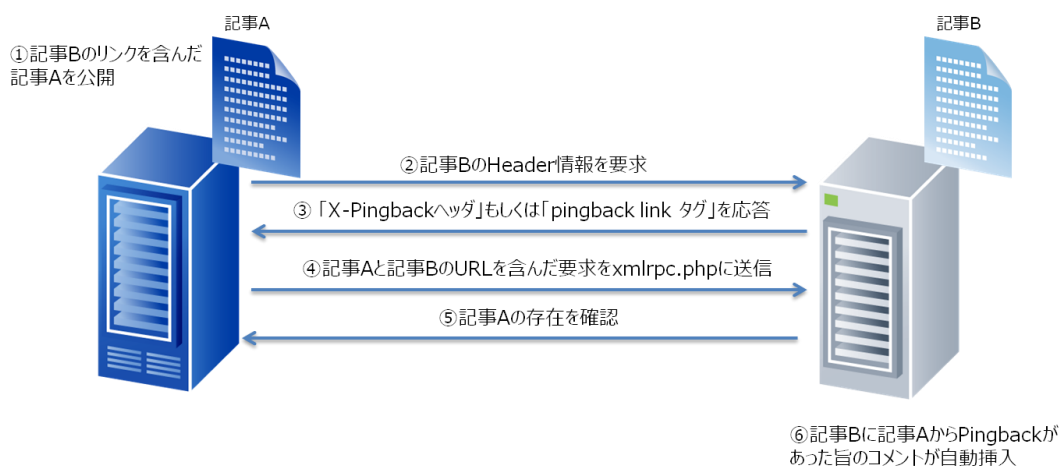 記事A
記事B
①記事Bのリンクを含んだ
記事Aを公開
②記事BのHeader情報を要求
③「X-Pingbackヘッダ」もしくは「pingback link タグ」を応答
④記事Aと記事BのURLを含んだ要求をxmlrpc.phpに送信
⑤記事Aの存在を確認
⑥記事Bに記事AからPingbackが
あった旨のコメントが自動挿入